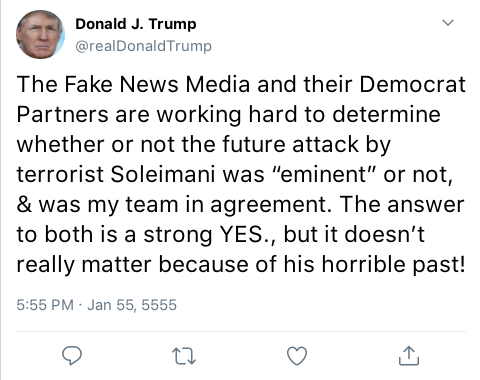 Donald J. Trump
@realDonaldTrump
The Fake News Media and their Democrat
Partners are working hard to determine
whether or not the future attack by
terrorist Soleimani was “eminent” or not,
& was my team in agreement. The answer
to both is a strong YES., but it doesn’t
really matter because of his horrible past!
5:55 PM · Jan 55, 5555